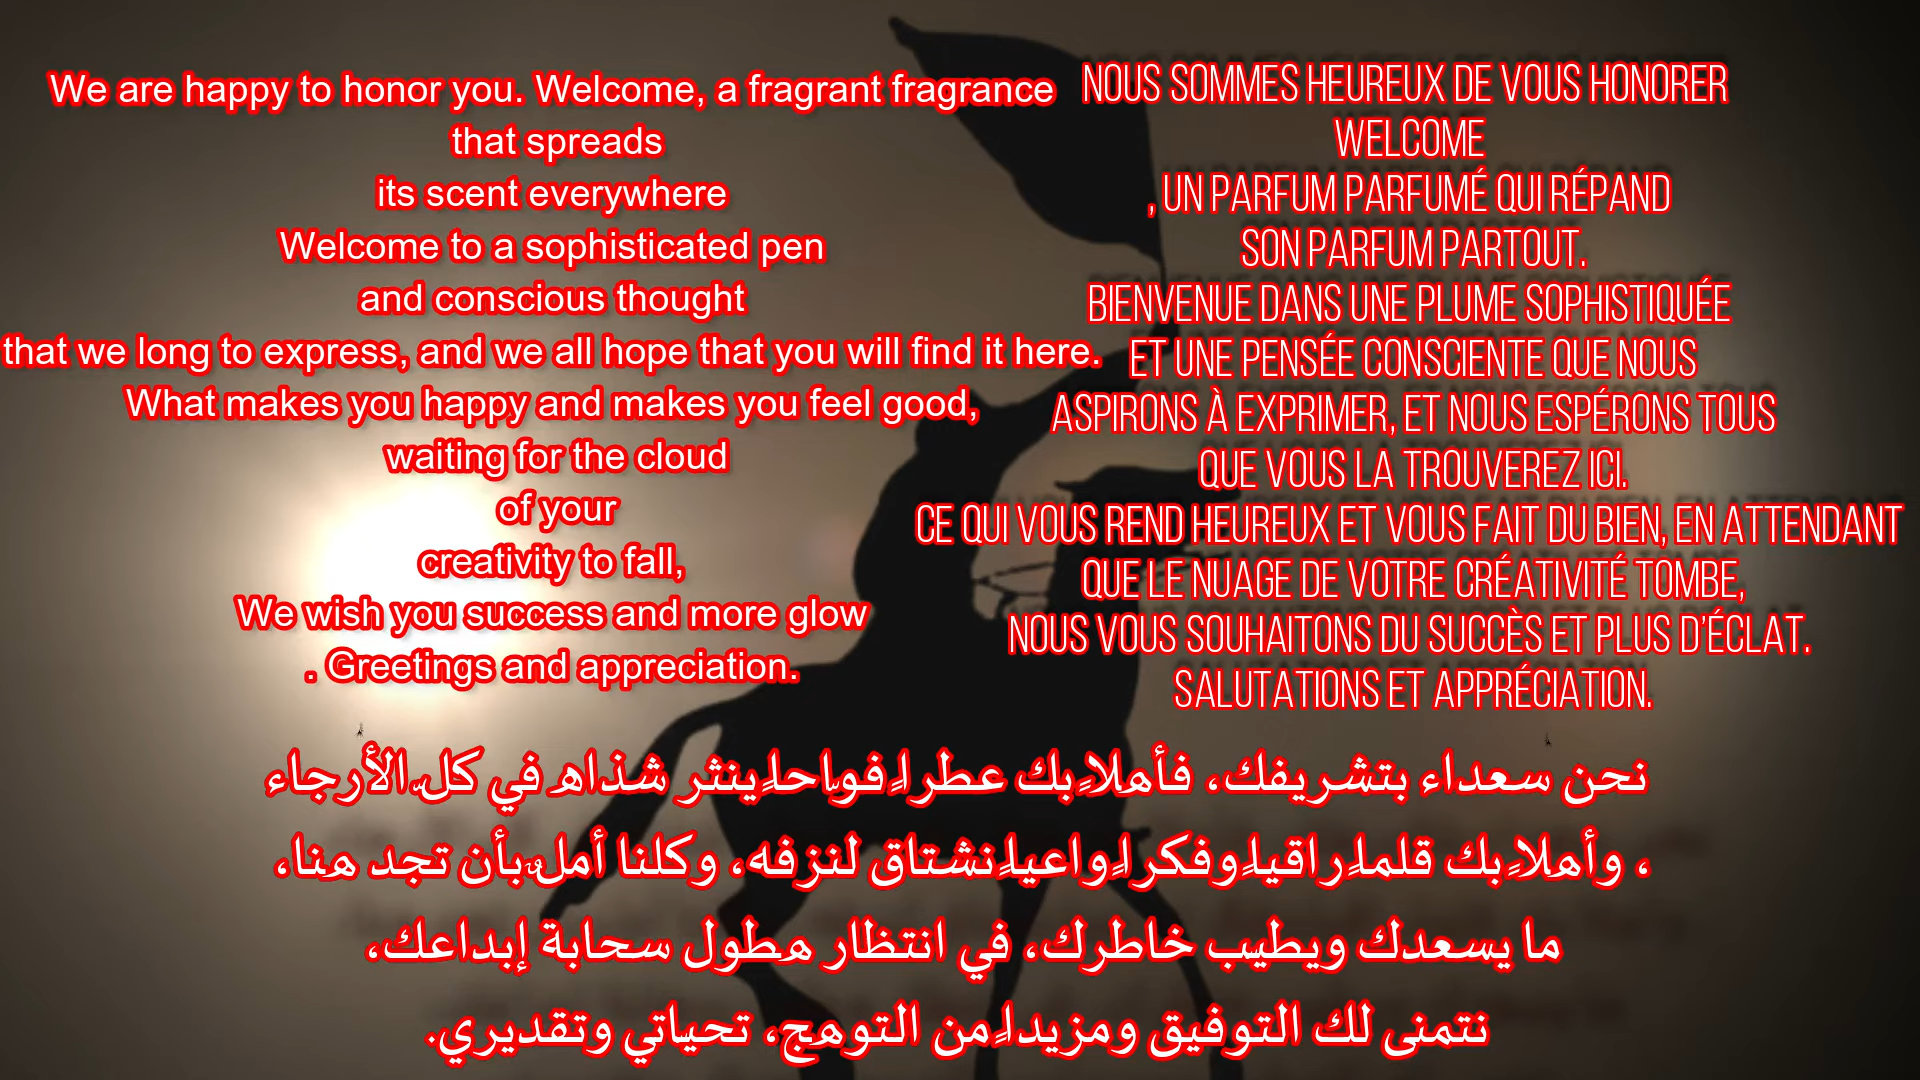 We are happy to honor you. Welcome, a fragrant fragrance
that spreads
its scent everywhere
Welcome to a sophisticated pen
and conscious thought
that we long to express, and we all hope that you will find it here.
What makes you happy and makes you feel good,
waiting for the cloud
of your
creativity to fall,
We wish you success and more glow
. Greetings and appreciation.
NOUS SOMMES HEUREUX DE VOUS HONORER
WELCOME
, UN PARFUM PARFUMÉ QUI RÉPAND
SON PARFUM PARTOUT.
BIENVENUE DANS UNE PLUME SOPHISTIQUÉE
ET UNE PENSÉE CONSCIENTE QUE NOUS
ASPIRONS À EXPRIMER, ET NOUS ESPÉRONS TOUS
QUE VOUS LA TROUVEREZ ICI.
CE QUI VOUS REND HEUREUX ET VOUS FAIT DU BIEN, EN ATTENDANT
QUE LE NUAGE DE VOTRE CRÉATIVITÉ TOMBE,
NOUS VOUS SOUHAITONS DU SUCCÈS ET PLUS D'ÉCLAT.
SALUTATIONS ET APPRÉCIATION.
نحن سعداء بتشريفك، فأهلاً بك عطراً فواحاً ينثر شذاه في كل الأرجاء
، وأهلاً بك قلماً راقياً وفكراً واعياً نشتاق لنزفه، وكلنا أملٌ بأن تجد هنا،
ما يسعدك ويطيب خاطرك، في انتظار هطول سحابة إبداعك،
نتمنى لك التوفيق ومزيداً من التوهج، تحياتي وتقديري.